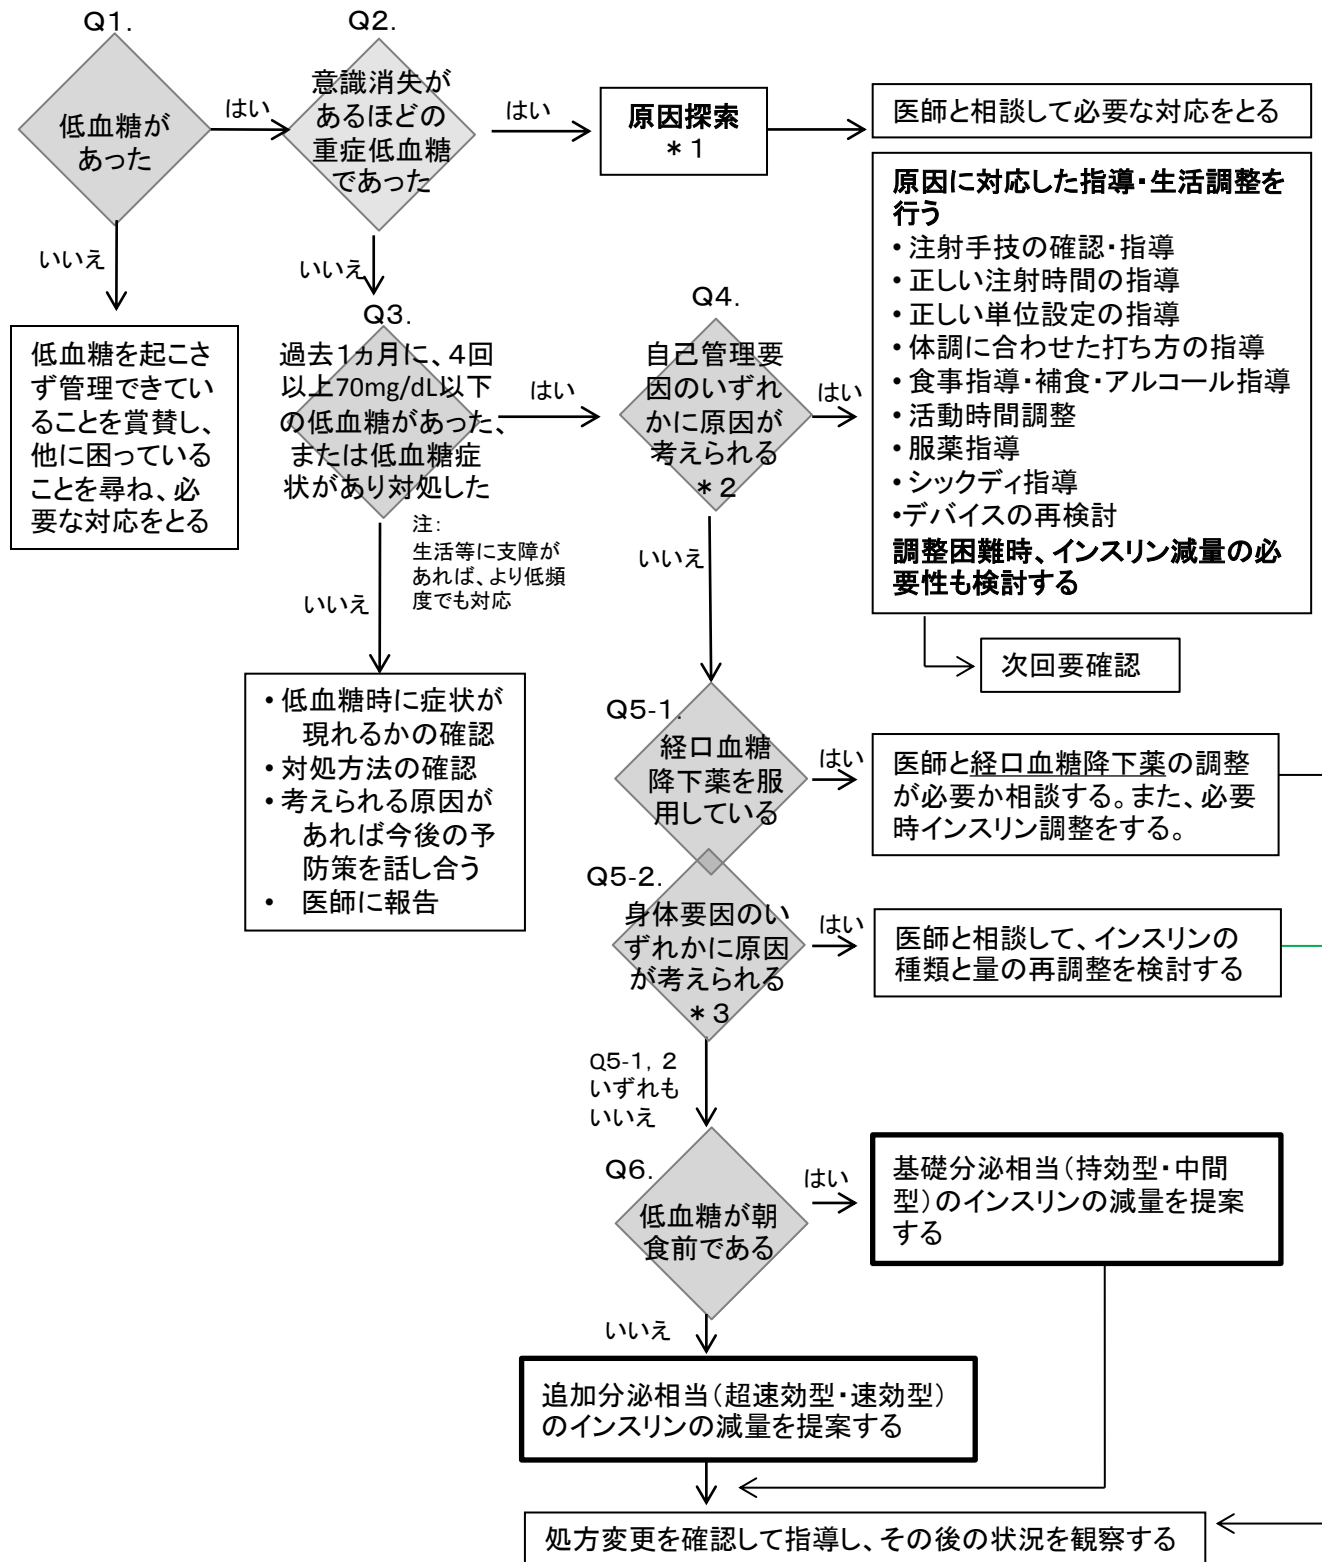 Q1.
低血糖が
あった
はい
いいえ
低血糖を起こさ
ず管理できてい
ることを賞賛し、
他に困っている
ことを尋ね、必
要な対応をとる
Q2.
意識消失が
あるほどの
重症低血糖
であった
はい
いいえ
原因探索
＊1
医師と相談して必要な対応をとる
Q3.
過去1ヵ月に、4回
以上70mg/dL以下
の低血糖があった、
または低血糖症
状があり対処した
はい
いいえ
注：
生活等に支障が
あれば、より低頻
度でも対応
・低血糖時に症状が
現れるかの確認
・対処方法の確認
・考えられる原因が
あれば今後の予
防策を話し合う
・ 医師に報告
Q4.
自己管理要
因のいずれ
かに原因が
考えられる
＊2
はい
いいえ
原因に対応した指導・生活調整を
行う
・注射手技の確認・指導
・正しい注射時間の指導
・正しい単位設定の指導
・体調に合わせた打ち方の指導
・食事指導・補食・アルコール指導
・活動時間調整
・服薬指導
・シックディ指導
・デバイスの再検討
調整困難時、インスリン減量の必
要性も検討する
次回要確認
Q5-1.
経口血糖
降下薬を服
用している
はい
医師と経口血糖降下薬の調整
が必要か相談する。また、必要
時インスリン調整をする。
Q5-2.
身体要因のい
ずれかに原因
が考えられる
＊3
はい
医師と相談して、インスリンの
種類と量の再調整を検討する
Q5-1, 2
いずれも
いいえ
Q6.
低血糖が朝
食前である
はい
基礎分泌相当(持効型・中間
型)のインスリンの減量を提案
する
いいえ
追加分泌相当(超速効型・速効型)
のインスリンの減量を提案する
処方変更を確認して指導し、その後の状況を観察する